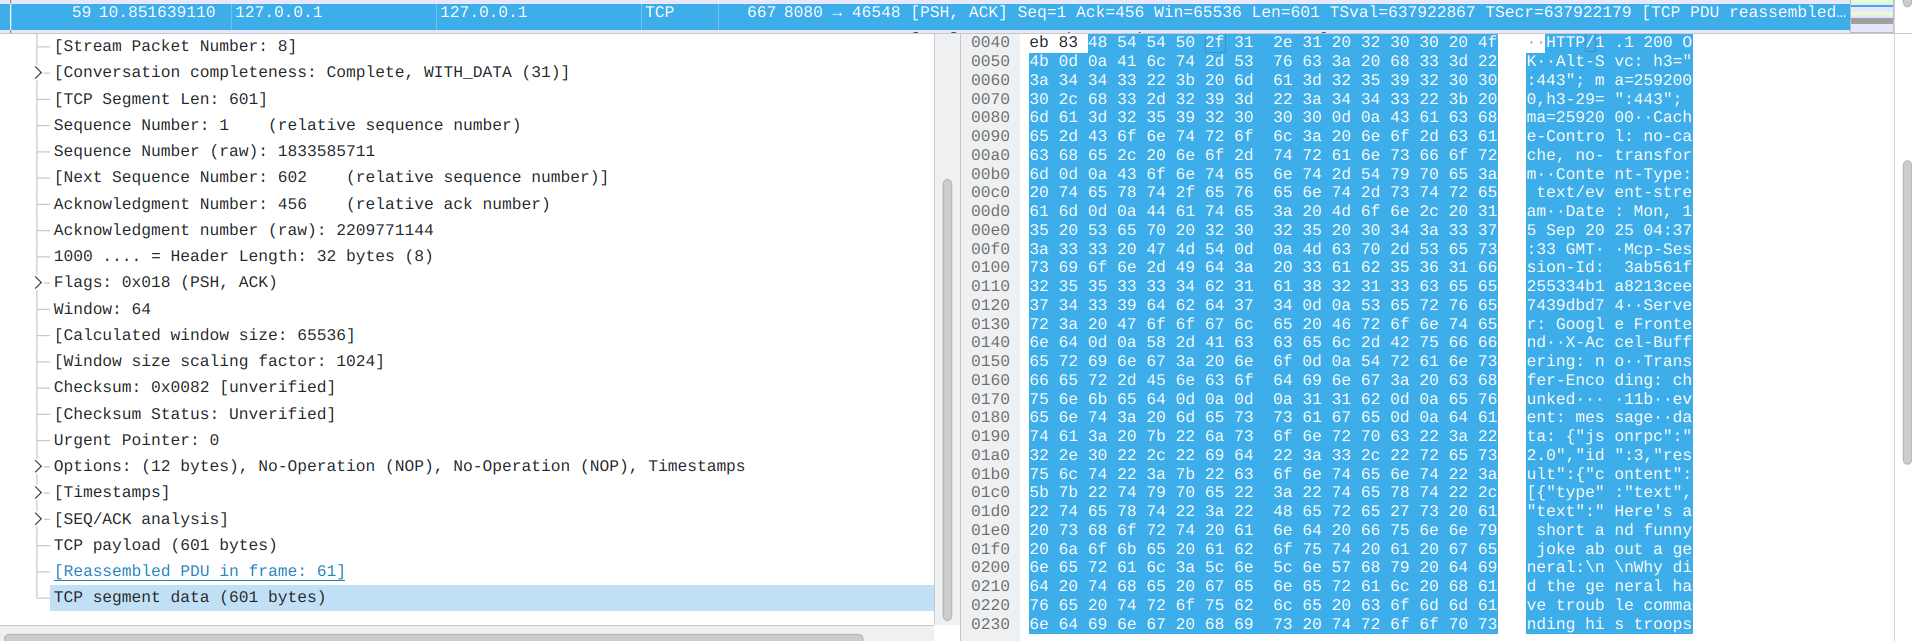 59 10.851639110 127.0.0.1 127.0.0.1 TCP 667 8080 → 46548 [PSH, ACK] Seq=1 Ack=456 Win=65536 Len=601 TSval=637922867 TSecr=637922179 [TCP PDU reassembled…
[Stream Packet Number: 8]
[Conversation completeness: Complete, WITH_DATA (31)]
[TCP Segment Len: 601]
Sequence Number: 1    (relative sequence number)
Sequence Number (raw): 1833585711
[Next Sequence Number: 602    (relative sequence number)]
Acknowledgment Number: 456    (relative ack number)
Acknowledgment number (raw): 2209771144
1000 .... = Header Length: 32 bytes (8)
Flags: 0x018 (PSH, ACK)
Window: 64
[Calculated window size: 65536]
[Window size scaling factor: 1024]
Checksum: 0x0082 [unverified]
[Checksum Status: Unverified]
Urgent Pointer: 0
Options: (12 bytes), No-Operation (NOP), No-Operation (NOP), Timestamps
[Timestamps]
[SEQ/ACK analysis]
TCP payload (601 bytes)
[Reassembled PDU in frame: 61]
TCP segment data (601 bytes)
0040 eb 83 48 54 54 50 2f 31 2e 31 20 32 30 30 20 4f ··HTTP/1 .1 200 O
0050 4b 0d 0a 41 6c 74 2d 53 76 63 3a 20 68 33 3d 22 K··Alt-S vc: h3="
0060 3a 34 34 33 22 3b 20 6d 61 3d 32 35 39 32 30 30 :443"; m a=259200
0070 30 2c 68 33 2d 32 39 3d 22 3a 34 34 33 22 3b 20 0,h3-29= ":443";
0080 6d 61 3d 32 35 39 32 30 30 30 0d 0a 43 61 63 68 ma=25920 00··Cach
0090 65 2d 43 6f 6e 74 72 6f 6c 3a 20 6e 6f 2d 63 61 e-Contro l: no-ca
00a0 63 68 65 2c 20 6e 6f 2d 74 72 61 6e 73 66 6f 72 che, no- transfor
00b0 6d 0d 0a 43 6f 6e 74 65 6e 74 2d 54 79 70 65 3a m··Conte nt-Type:
00c0 20 74 65 78 74 2f 65 76 65 6e 74 2d 73 74 72 65 text/ev ent-stre
00d0 61 6d 0d 0a 44 61 74 65 3a 20 4d 6f 6e 2c 20 31 am··Date : Mon, 1
00e0 35 20 53 65 70 20 32 30 32 35 20 30 34 3a 33 37 5 Sep 20 25 04:37
00f0 3a 33 33 20 47 4d 54 0d 0a 4d 63 70 2d 53 65 73 :33 GMT· ·Mcp-Ses
0100 73 69 6f 6e 2d 49 64 3a 20 33 61 62 35 36 31 66 sion-Id: 3ab561f
0110 32 35 35 33 33 34 62 31 61 38 32 31 33 63 65 65 255334b1 a8213cee
0120 37 34 33 39 64 62 64 37 34 0d 0a 53 65 72 76 65 7439dbd7 4··Serve
0130 72 3a 20 47 6f 6f 67 6c 65 20 46 72 6f 6e 74 65 r: Googl e Fronte
0140 6e 64 0d 0a 58 2d 41 63 63 65 6c 2d 42 75 66 66 nd··X-Ac cel-Buff
0150 65 72 69 6e 67 3a 20 6e 6f 0d 0a 54 72 61 6e 73 ering: n o··Trans
0160 66 65 72 2d 45 6e 63 6f 64 69 6e 67 3a 20 63 68 fer-Enco ding: ch
0170 75 6e 6b 65 64 0d 0a 0d 0a 31 31 62 0d 0a 65 76 unked··· ·11b··ev
0180 65 6e 74 3a 20 6d 65 73 73 61 67 65 0d 0a 64 61 ent: mes sage··da
0190 74 61 3a 20 7b 22 6a 73 6f 6e 72 70 63 22 3a 22 ta: {"js onrpc":"
01a0 32 2e 30 22 2c 22 69 64 22 3a 33 2c 22 72 65 73 2.0","id ":3,"res
01b0 75 6c 74 22 3a 7b 22 63 6f 6e 74 65 6e 74 22 3a ult":{"c ontent":
01c0 5b 7b 22 74 79 70 65 22 3a 22 74 65 78 74 22 2c [{"type" :"text",
01d0 22 74 65 78 74 22 3a 22 48 65 72 65 27 73 20 61 "text":" Here's a
01e0 20 73 68 6f 72 74 20 61 6e 64 20 66 75 6e 6e 79 short a nd funny
01f0 20 6a 6f 6b 65 20 61 62 6f 75 74 20 61 20 67 65 joke ab out a ge
0200 6e 65 72 61 6c 3a 5c 6e 5c 6e 57 68 79 20 64 69 neral:\n \nWhy di
0210 64 20 74 68 65 20 67 65 6e 65 72 61 6c 20 68 61 d the ge neral ha
0220 76 65 20 74 72 6f 75 62 6c 65 20 63 6f 6d 6d 61 ve troub le comma
0230 6e 64 69 6e 67 20 68 69 73 20 74 72 6f 6f 70 73 nding hi s troops